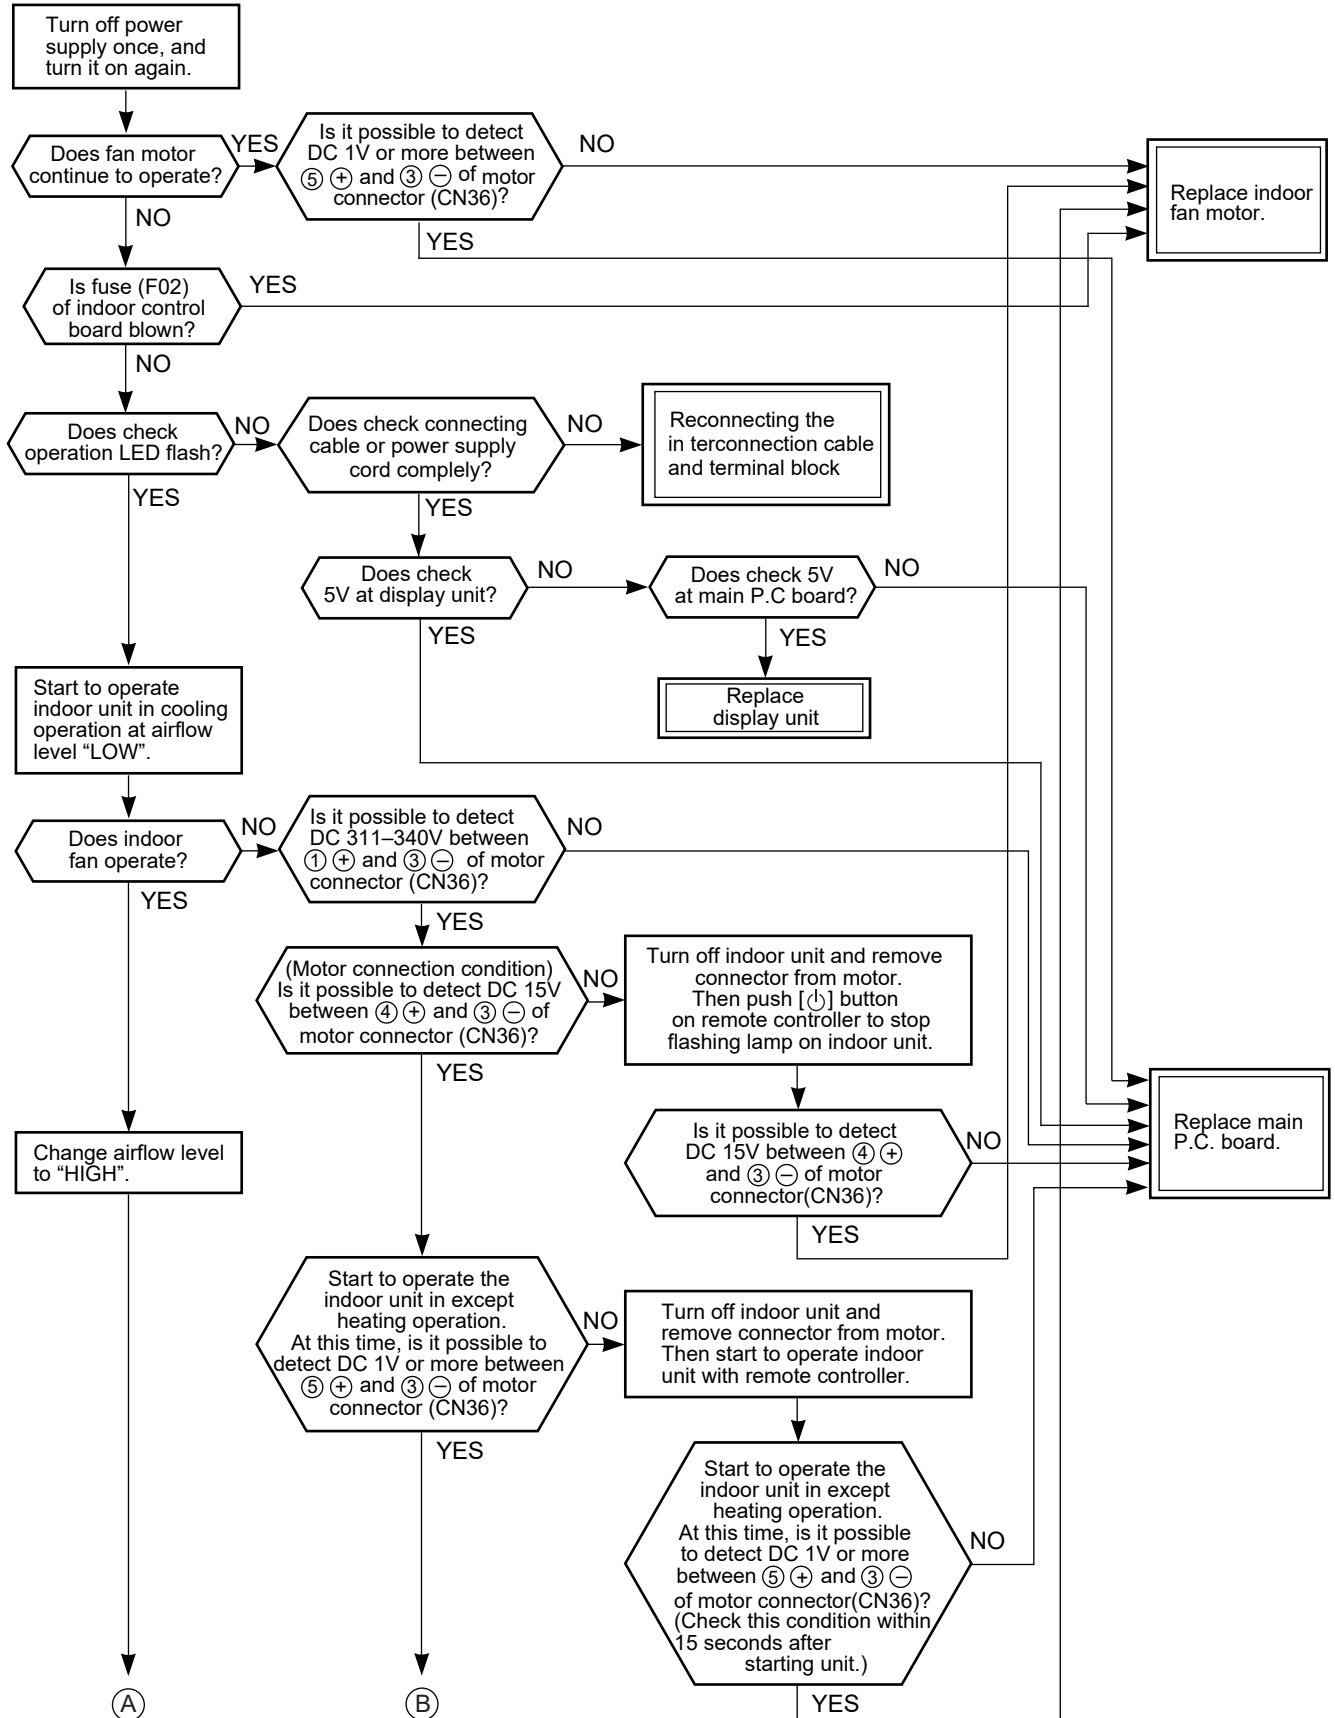 Turn off power
supply once, and
turn it on again.
Does fan motor
continue to operate?
YES
Is it possible to detect
DC 1V or more between
⑤ ⊕ and ③ ⊖ of motor
connector (CN36)?
NO
Replace indoor
fan motor.
NO
YES
Is fuse (F02)
of indoor control
board blown?
YES
NO
Does check
operation LED flash?
NO
Does check connecting
cable or power supply
cord complely?
NO
Reconnecting the
in terconnection cable
and terminal block
YES
YES
Does check
5V at display unit?
NO
Does check 5V
at main P.C board?
NO
YES
YES
Replace
display unit
Start to operate
indoor unit in cooling
operation at airflow
level “LOW”.
Does indoor
fan operate?
NO
Is it possible to detect
DC 311–340V between
① ⊕ and ③ ⊖ of motor
connector (CN36)?
NO
YES
YES
(Motor connection condition)
Is it possible to detect DC 15V
between ④ ⊕ and ③ ⊖ of
motor connector (CN36)?
NO
Turn off indoor unit and remove
connector from motor.
Then push [⏻] button
on remote controller to stop
flashing lamp on indoor unit.
YES
Change airflow level
to “HIGH”.
Is it possible to detect
DC 15V between ④ ⊕
and ③ ⊖ of motor
connector(CN36)?
NO
Replace main
P.C. board.
YES
Start to operate the
indoor unit in except
heating operation.
At this time, is it possible to
detect DC 1V or more between
⑤ ⊕ and ③ ⊖ of motor
connector (CN36)?
NO
Turn off indoor unit and
remove connector from motor.
Then start to operate indoor
unit with remote controller.
YES
Start to operate the
indoor unit in except
heating operation.
At this time, is it possible
to detect DC 1V or more
between ⑤ ⊕ and ③ ⊖
of motor connector(CN36)?
(Check this condition within
15 seconds after
starting unit.)
NO
YES
Ⓐ
Ⓑ